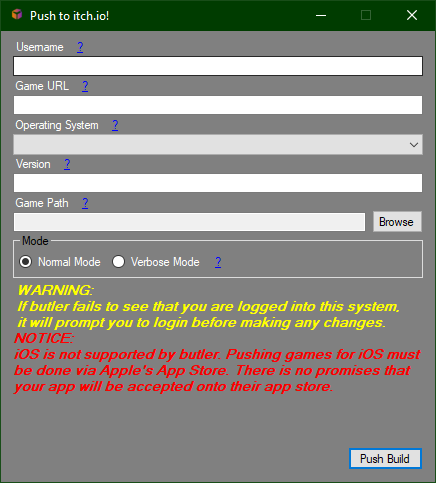 Push to itch.io!
Username ?
Game URL ?
Operating System ?
Version ?
Game Path ?
Browse
Mode
Normal Mode Verbose Mode ?
WARNING:
If butler fails to see that you are logged into this system,
it will prompt you to login before making any changes.
NOTICE:
iOS is not supported by butler. Pushing games for iOS must
be done via Apple's App Store. There is no promises that
your app will be accepted onto their app store.
Push Build